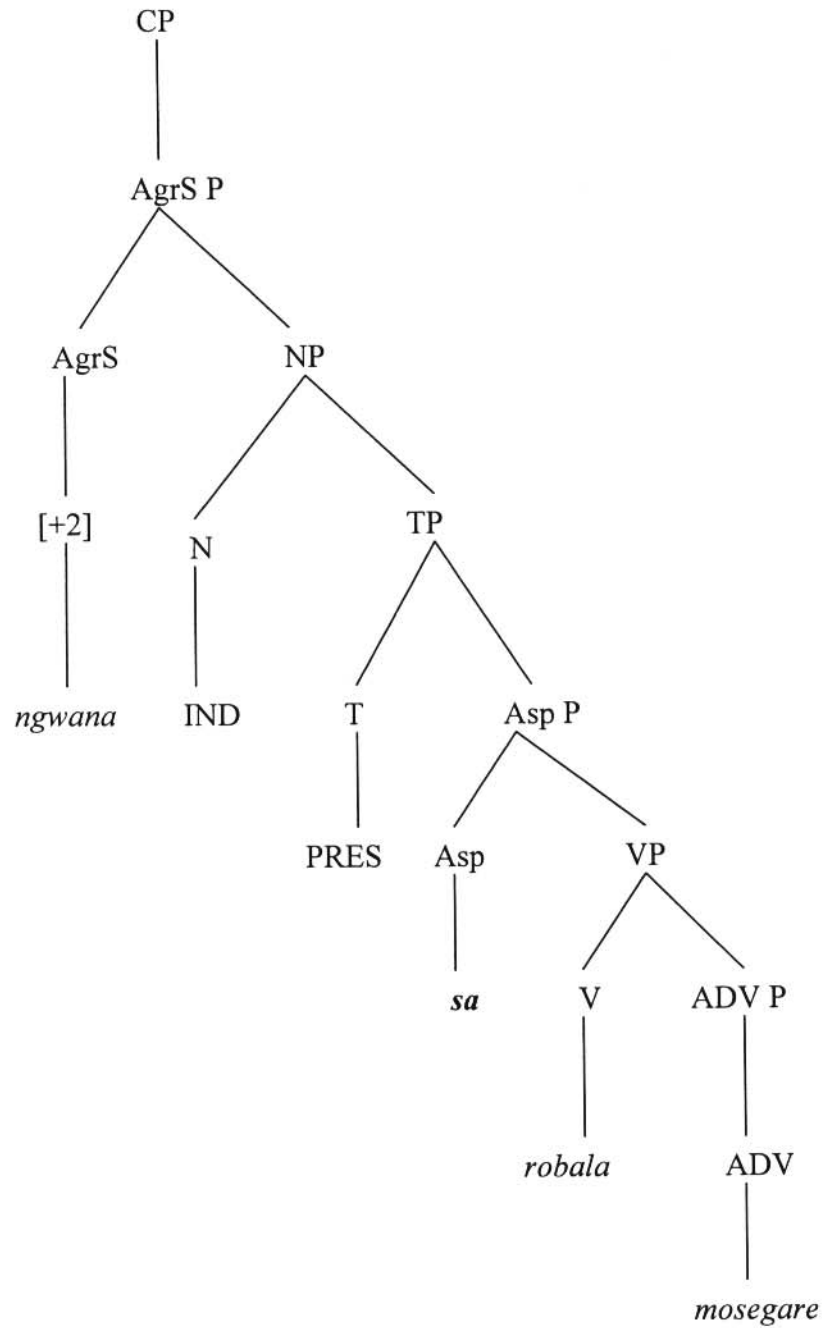 CP
AgrS P
AgrS NP
[+2] N TP
ngwana IND T Asp P
PRES Asp VP
sa V ADV P
robala ADV
mosegare